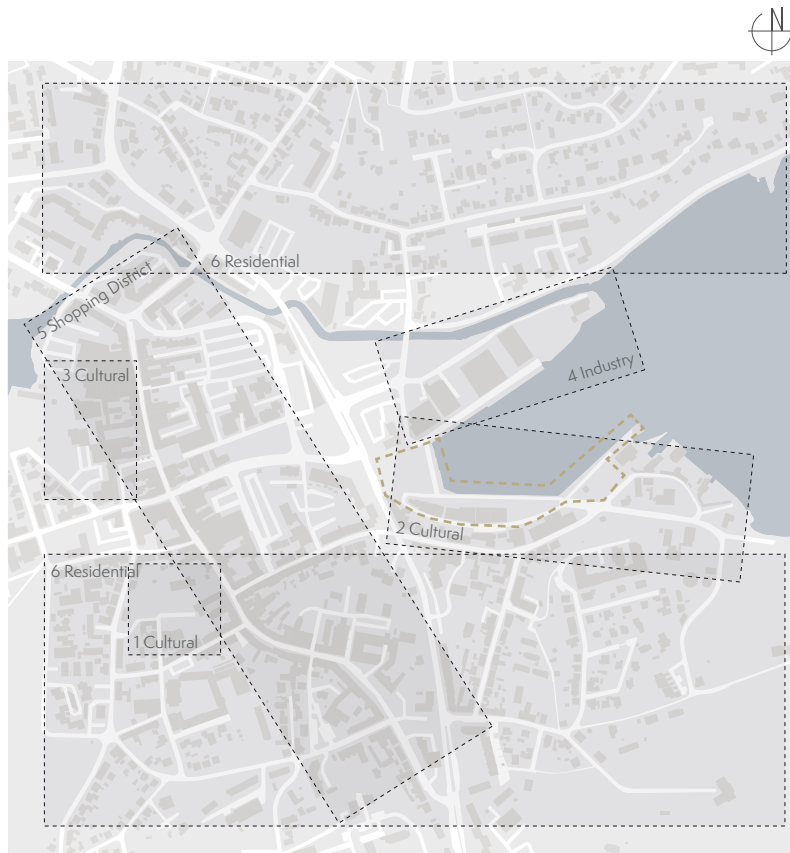 N
6 Residential
5 Shopping District
3 Cultural
4 Industry
2 Cultural
6 Residential
1 Cultural